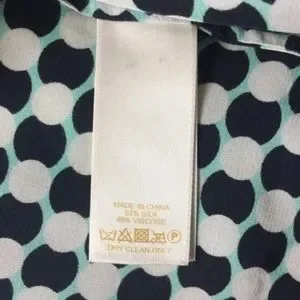 MADE IN CHINA
52% SILK
48% VISCOSE
P
DRY CLEAN ONLY